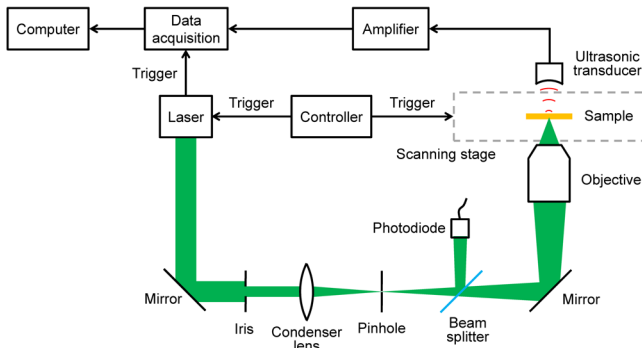 Computer
Data
acquisition
Amplifier
Ultrasonic
transducer
Trigger
Laser
Trigger
Controller
Trigger
Sample
Scanning stage
Objective
Photodiode
Mirror
Iris
Condenser
lens
Pinhole
Beam
splitter
Mirror